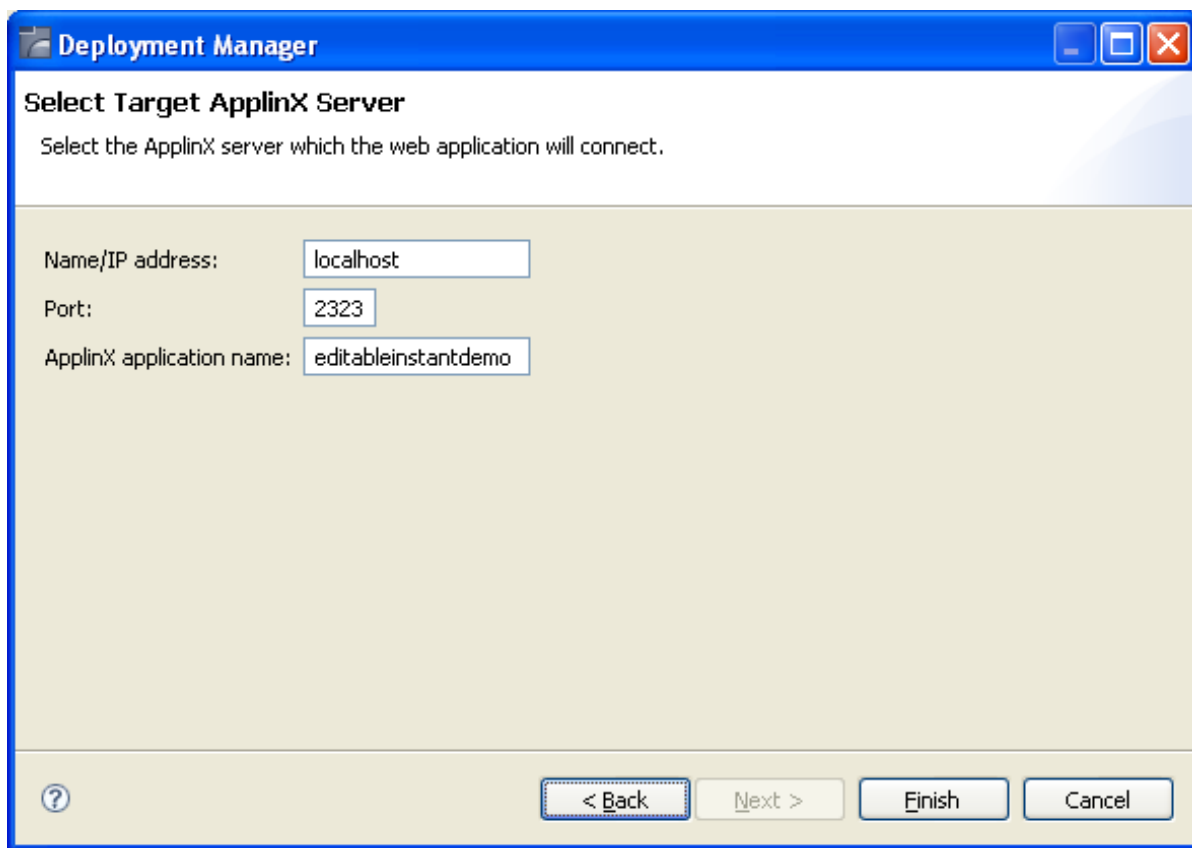 Deployment Manager
Select Target ApplinX Server
Select the ApplinX server which the web application will connect.
Name/IP address: localhost
Port: 2323
ApplinX application name: editableinstantdemo
? < Back Next > Finish Cancel